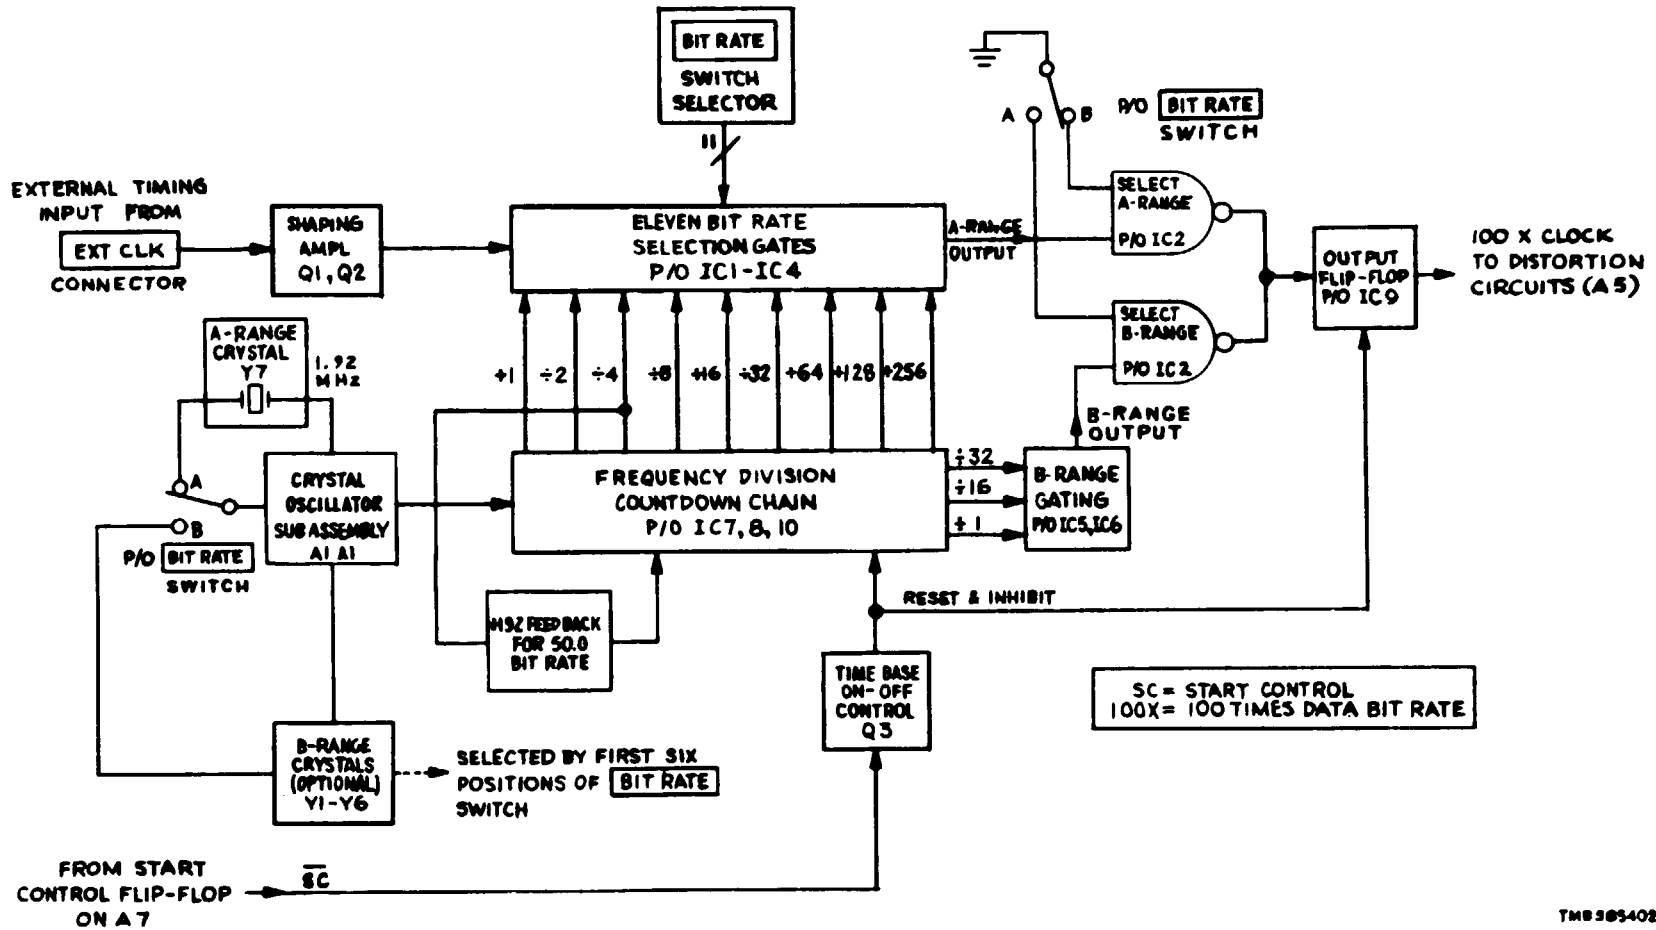 BIT RATE
SWITCH
SELECTOR
11
A
B
P/O BIT RATE
SWITCH
EXTERNAL TIMING
INPUT FROM
EXT CLK
CONNECTOR
SHAPING
AMPL
Q1, Q2
ELEVEN BIT RATE
SELECTION GATES
P/O IC1-IC4
A-RANGE
OUTPUT
SELECT
A-RANGE
P/O IC2
SELECT
B-RANGE
P/O IC2
OUTPUT
FLIP-FLOP
P/O IC9
100 X CLOCK
TO DISTORTION
CIRCUITS (A5)
A-RANGE
CRYSTAL
Y7
1.92
MHz
÷1 ÷2 ÷4 ÷8 ÷16 ÷32 ÷64 ÷128 ÷256
B-RANGE
OUTPUT
A
B
P/O BIT RATE
SWITCH
CRYSTAL
OSCILLATOR
SUB ASSEMBLY
A1 A1
FREQUENCY DIVISION
COUNTDOWN CHAIN
P/O IC7, 8, 10
÷32
÷16
÷1
B-RANGE
GATING
P/O IC5, IC6
÷192 FEEDBACK
FOR 50.0
BIT RATE
RESET & INHIBIT
TIME BASE
ON-OFF
CONTROL
Q3
SC = START CONTROL
100X = 100 TIMES DATA BIT RATE
B-RANGE
CRYSTALS
(OPTIONAL)
Y1-Y6
SELECTED BY FIRST SIX
POSITIONS OF BIT RATE
SWITCH
FROM START
CONTROL FLIP-FLOP
ON A7
S̅C̅